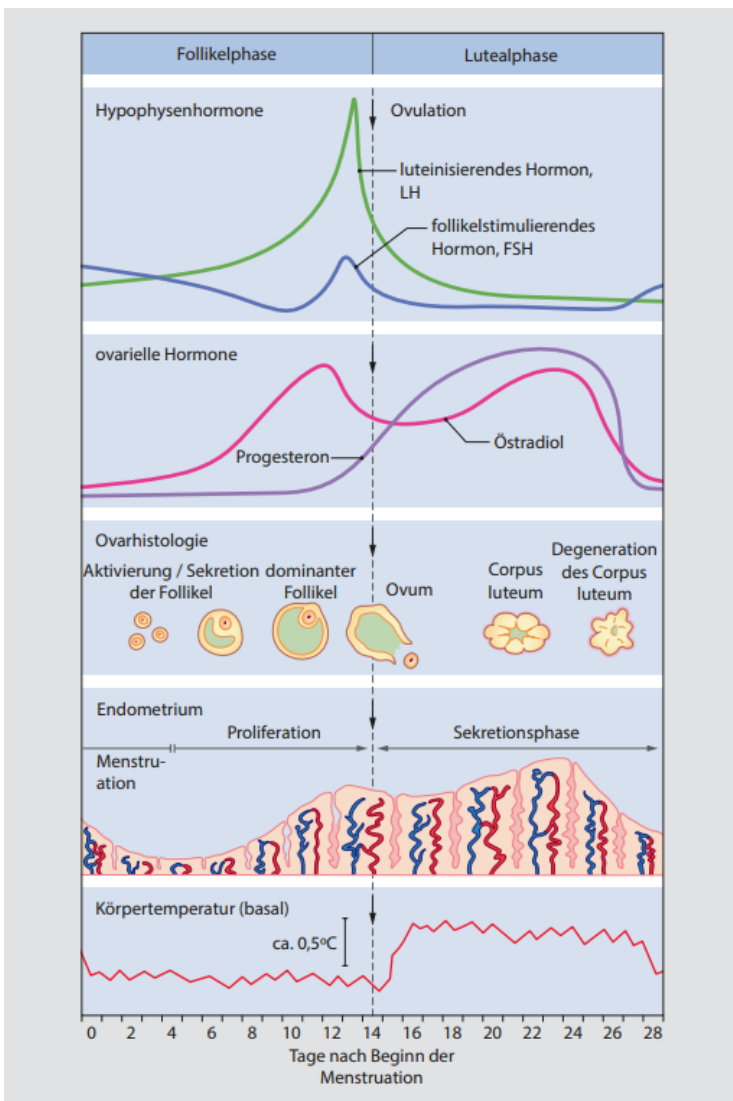 Follikelphase
Lutealphase
Hypophysenhormone
Ovulation
luteinisierendes Hormon,
LH
follikelstimulierendes
Hormon, FSH
ovarielle Hormone
Progesteron
Östradiol
Ovarhistologie
Aktivierung / Sekretion
der Follikel
dominanter
Follikel
Ovum
Corpus
luteum
Degeneration
des Corpus
luteum
Endometrium
Proliferation
Sekretionsphase
Menstru-
ation
Körpertemperatur (basal)
ca. 0,5ºC
0 2 4 6 8 10 12 14 16 18 20 22 24 26 28
Tage nach Beginn der
Menstruation